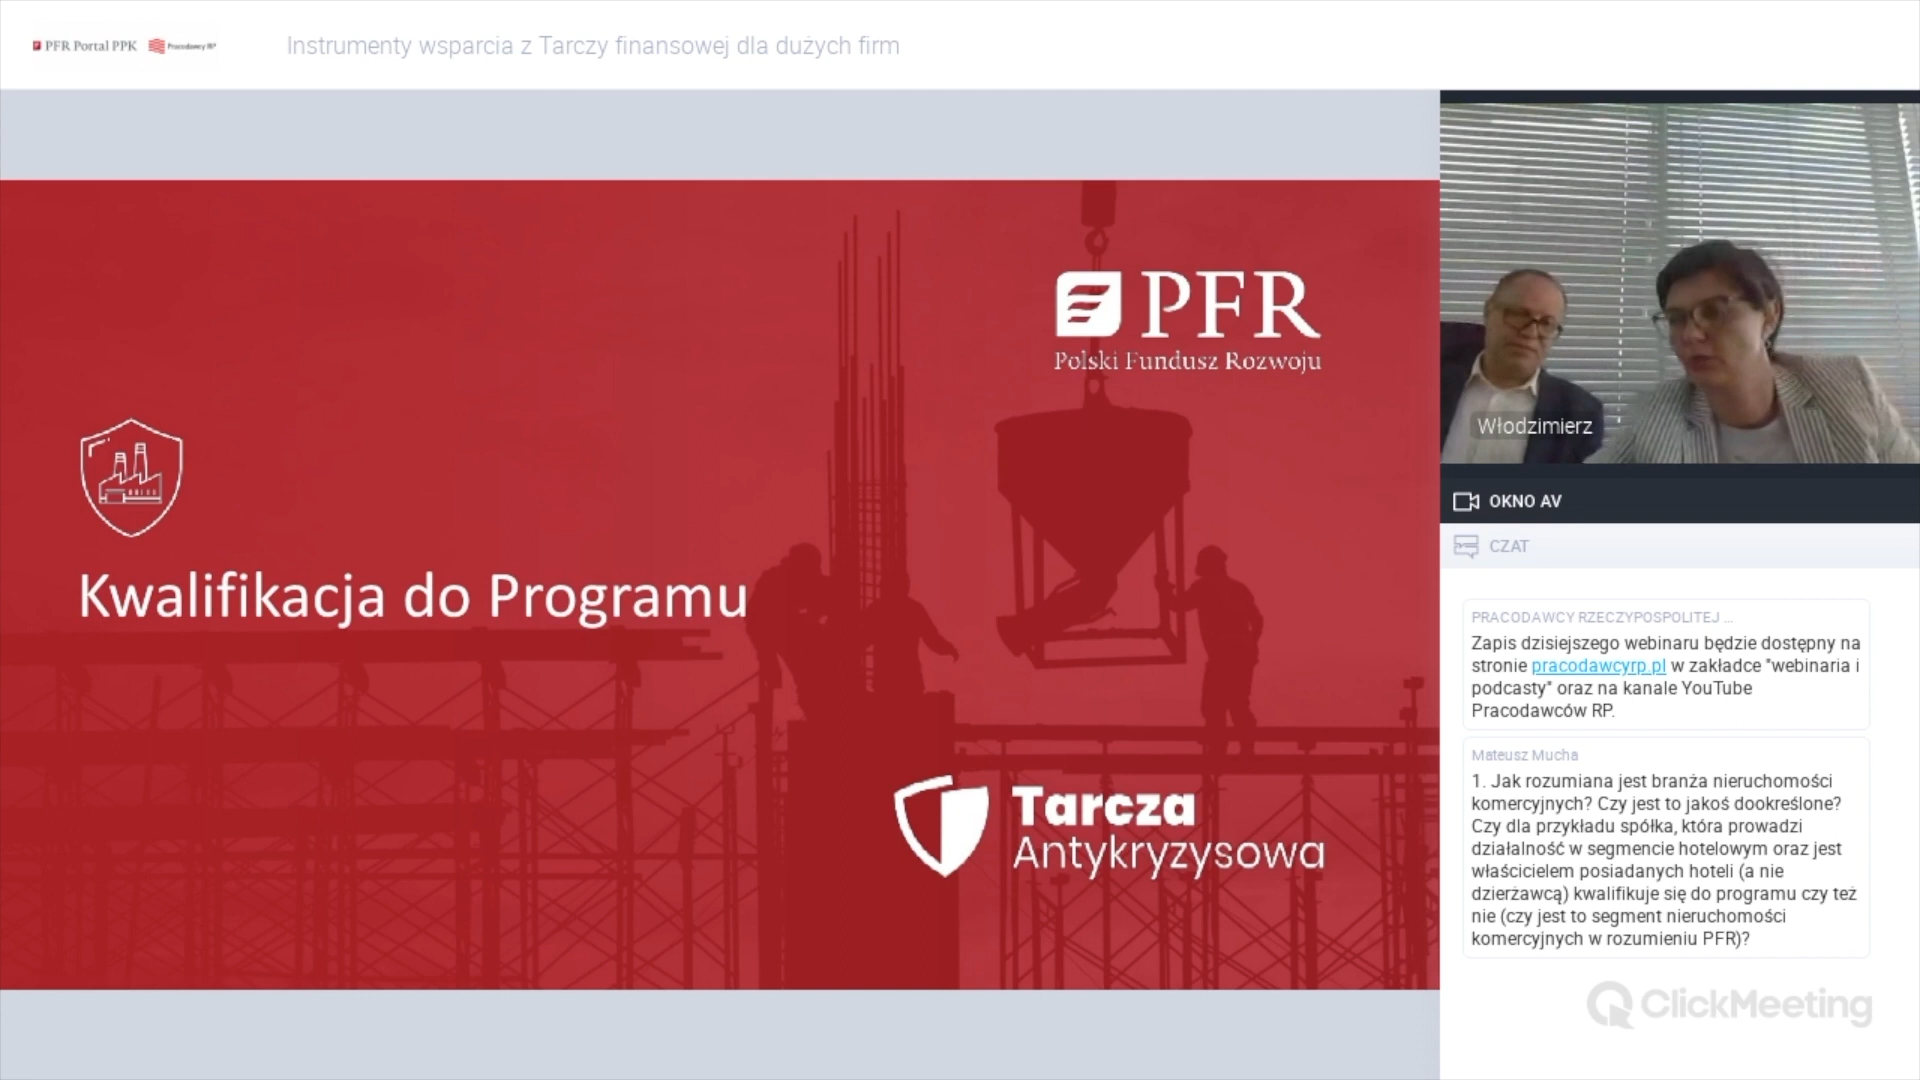 PFR Portal PPK
Pracodawcy RP
Instrumenty wsparcia z Tarczy finansowej dla dużych firm
PFR
Polski Fundusz Rozwoju
Kwalifikacja do Programu
Tarcza
Antykryzysowa
Włodzimierz
OKNO AV
CZAT
PRACODAWCY RZECZYPOSPOLITEJ ...
Zapis dzisiejszego webinaru będzie dostępny na
stronie pracodawcyrp.pl w zakładce "webinaria i
podcasty" oraz na kanale YouTube
Pracodawców RP.
Mateusz Mucha
1. Jak rozumiana jest branża nieruchomości
komercyjnych? Czy jest to jakoś dookreślone?
Czy dla przykładu spółka, która prowadzi
działalność w segmencie hotelowym oraz jest
właścicielem posiadanych hoteli (a nie
dzierżawcą) kwalifikuje się do programu czy też
nie (czy jest to segment nieruchomości
komercyjnych w rozumieniu PFR)?
ClickMeeting